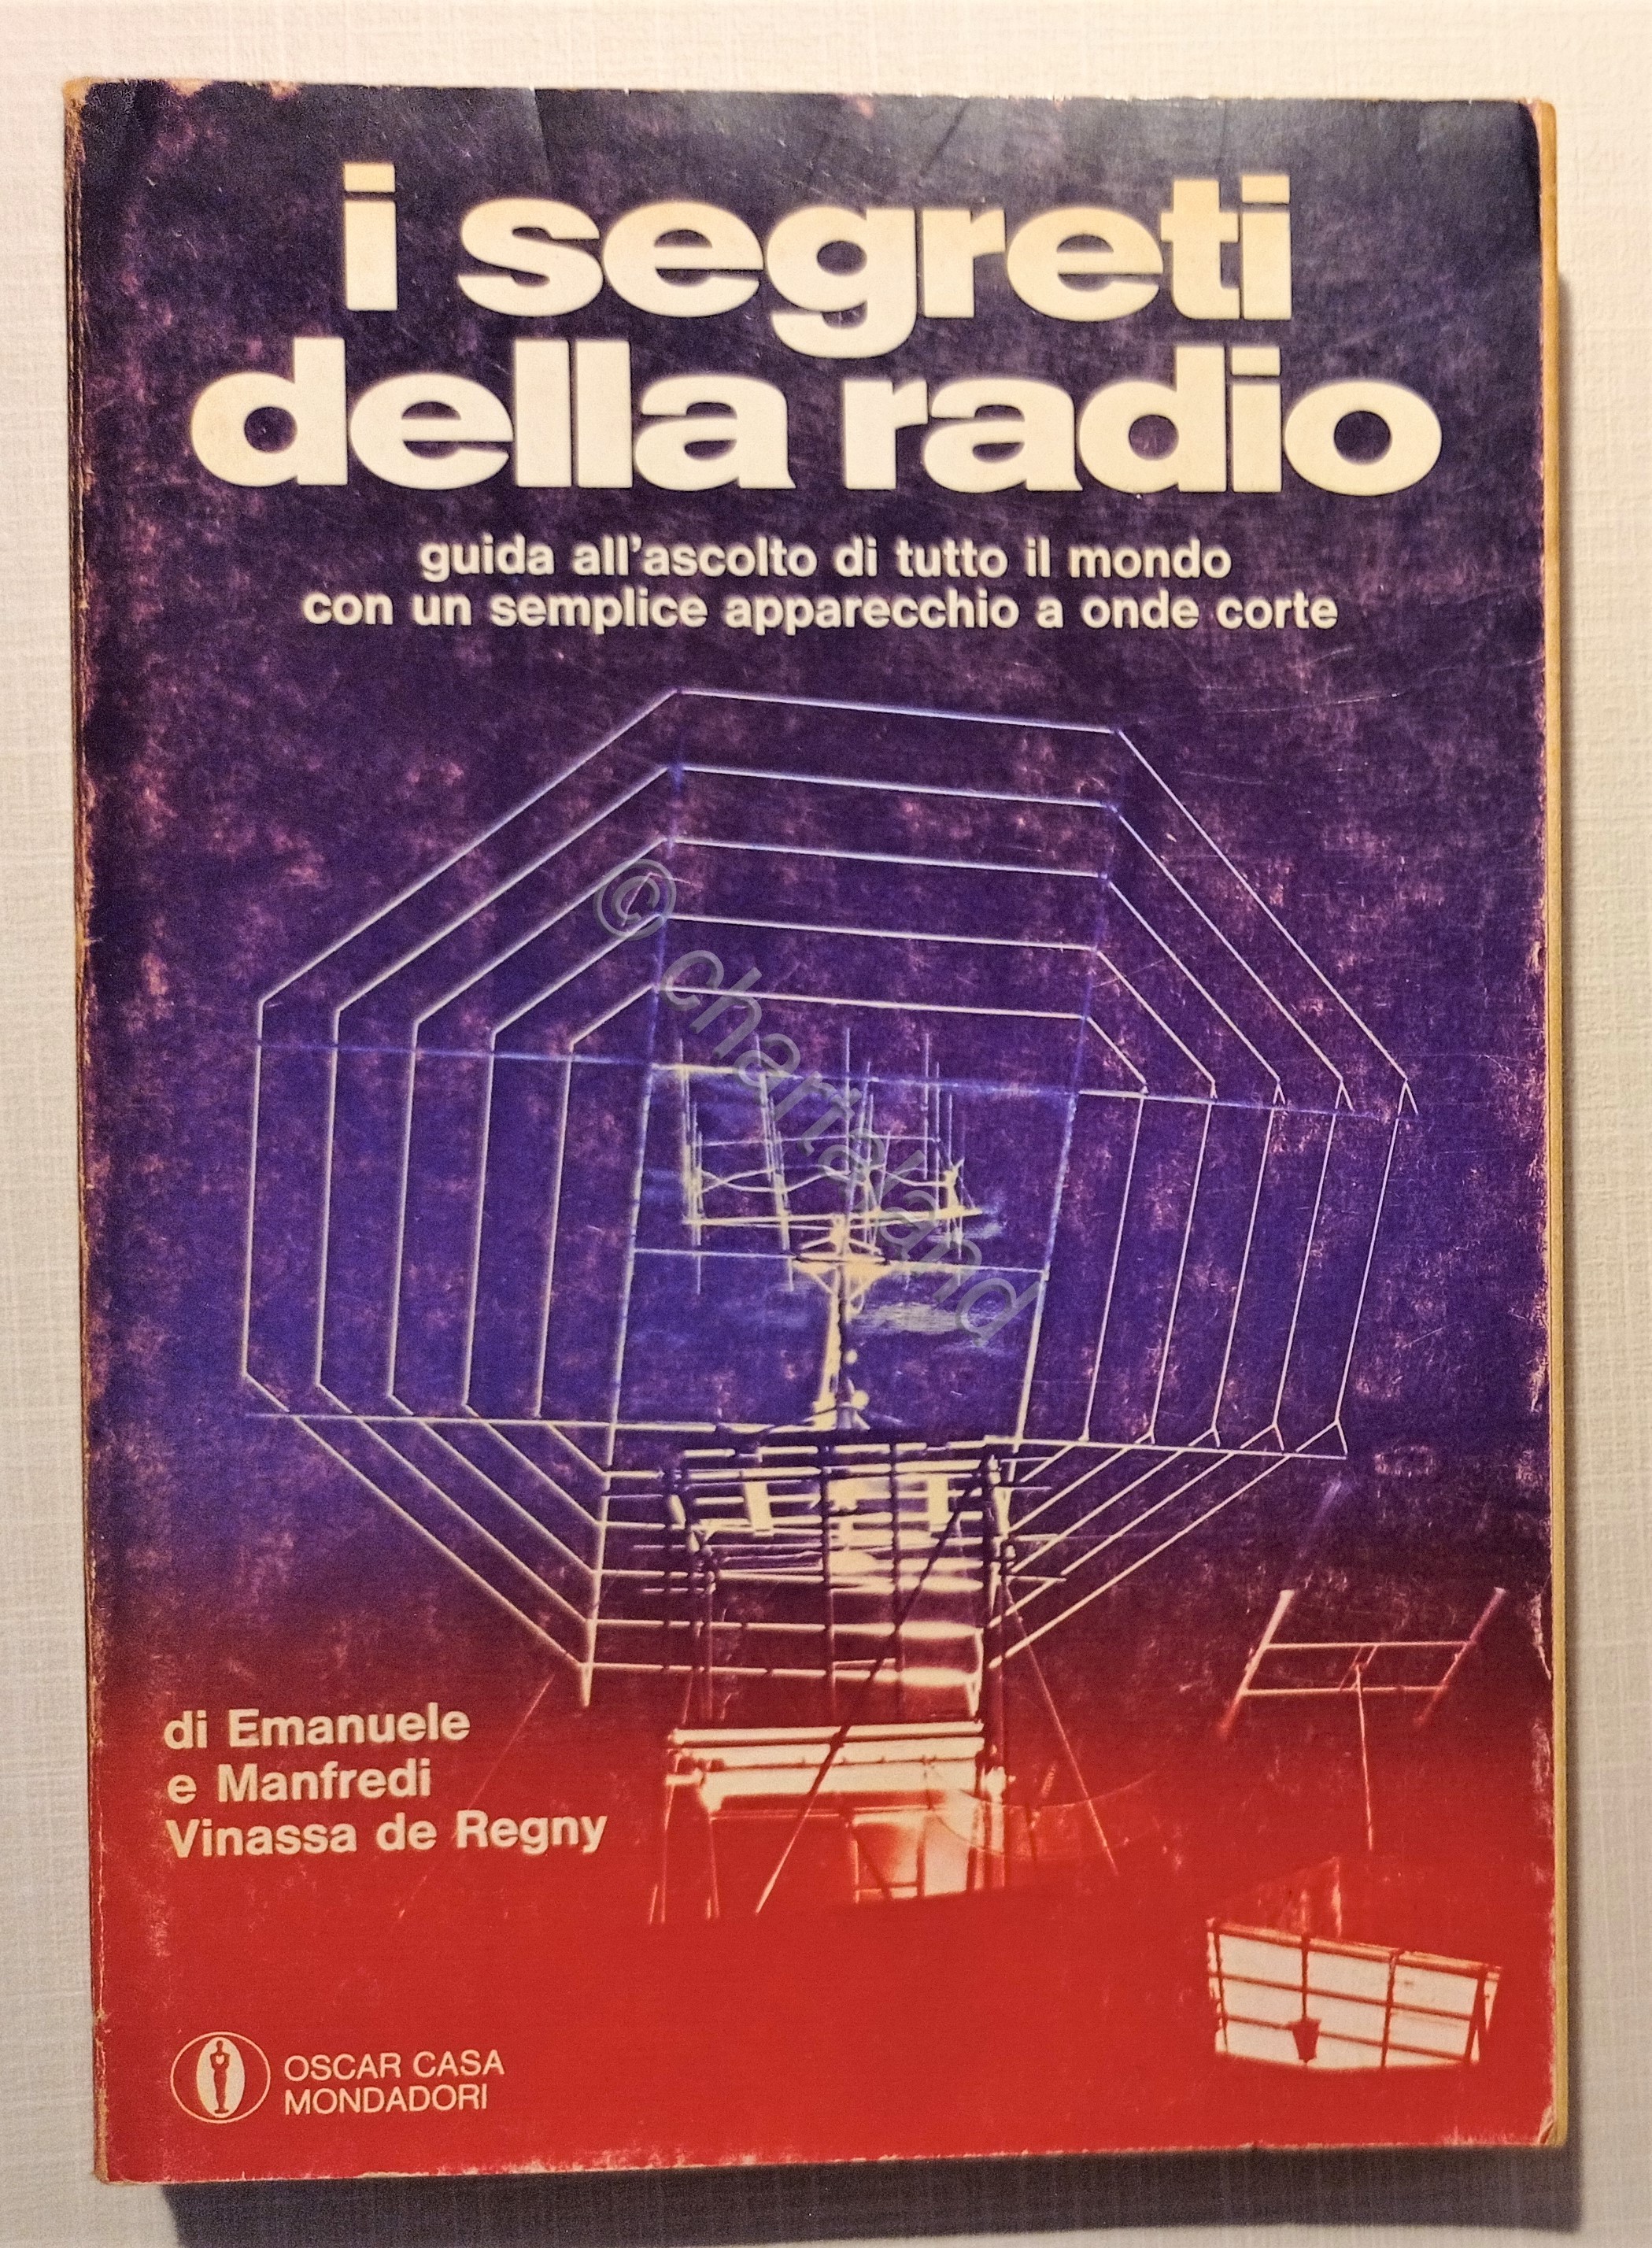 i segreti
della radio
guida all'ascolto di tutto il mondo
con un semplice apparecchio a onde corte
© chartaland
di Emanuele
e Manfredi
Vinassa de Regny
OSCAR CASA
MONDADORI